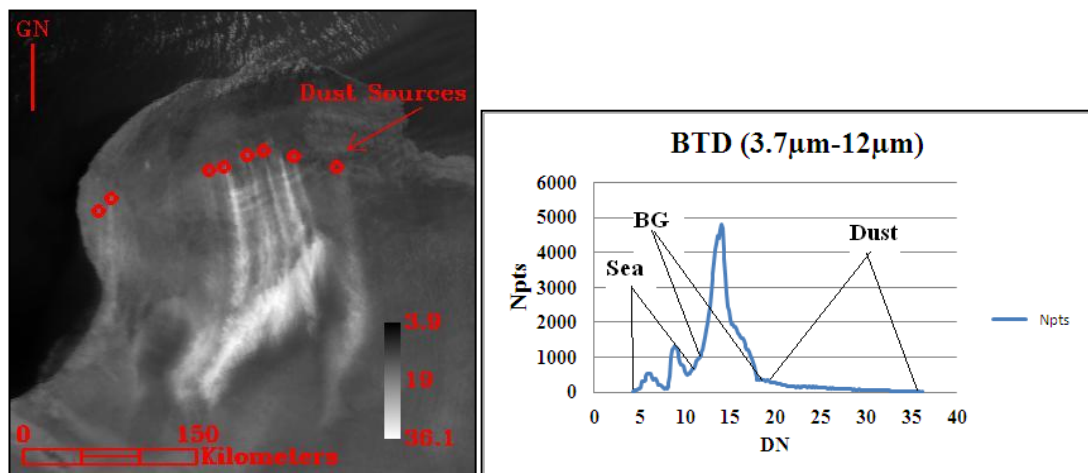 GN
Dust Sources
3.9
19
36.1
0 150
Kilometers
BTD (3.7µm-12µm)
6000
5000
4000
3000
2000
1000
0
Npts
BG
Sea
Dust
Npts
0 5 10 15 20 25 30 35 40
DN